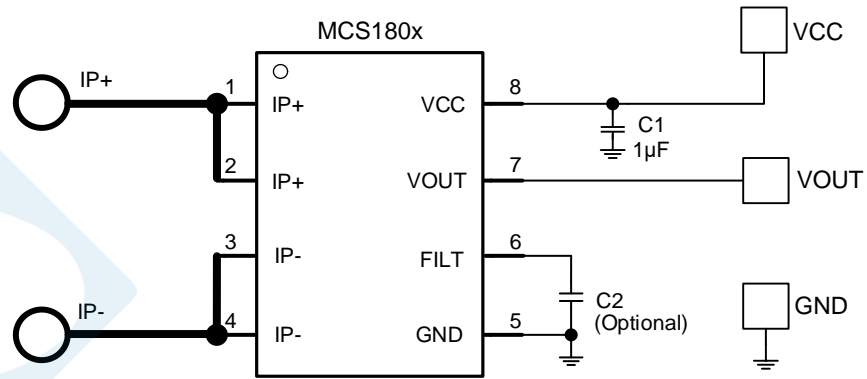 MCS180x
VCC
IP+
1
IP+
VCC
8
C1
1µF
2
IP+
VOUT
7
VOUT
3
IP-
FILT
6
C2
(Optional)
GND
IP-
4
IP-
GND
5